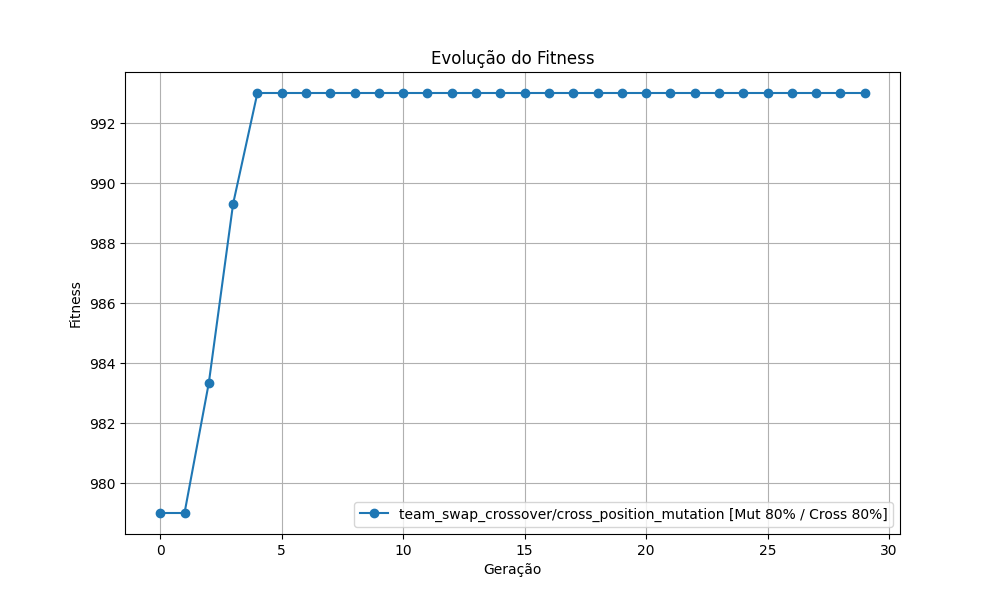 Evolução do Fitness
Fitness
992
990
988
986
984
982
980
team_swap_crossover/cross_position_mutation [Mut 80% / Cross 80%]
0 5 10 15 20 25 30
Geração